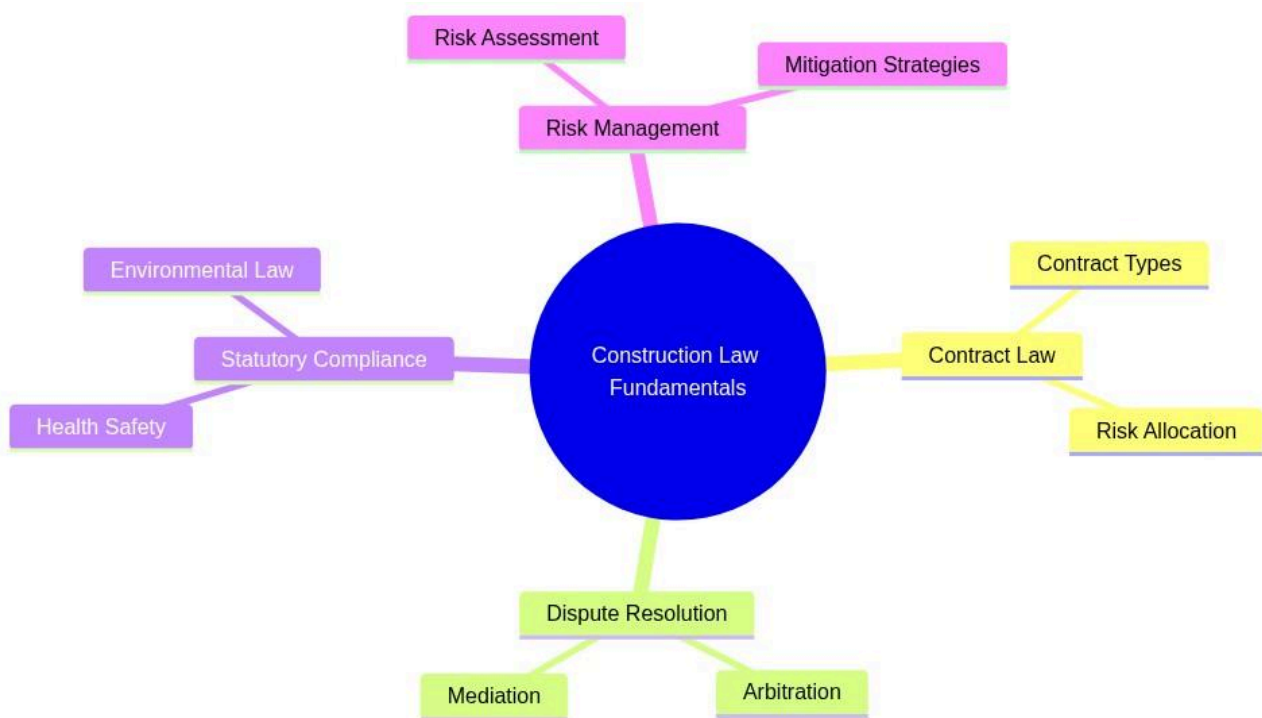 Risk Assessment
Mitigation Strategies
Risk Management
Environmental Law
Contract Types
Statutory Compliance
Construction Law
Fundamentals
Contract Law
Health Safety
Risk Allocation
Dispute Resolution
Mediation
Arbitration